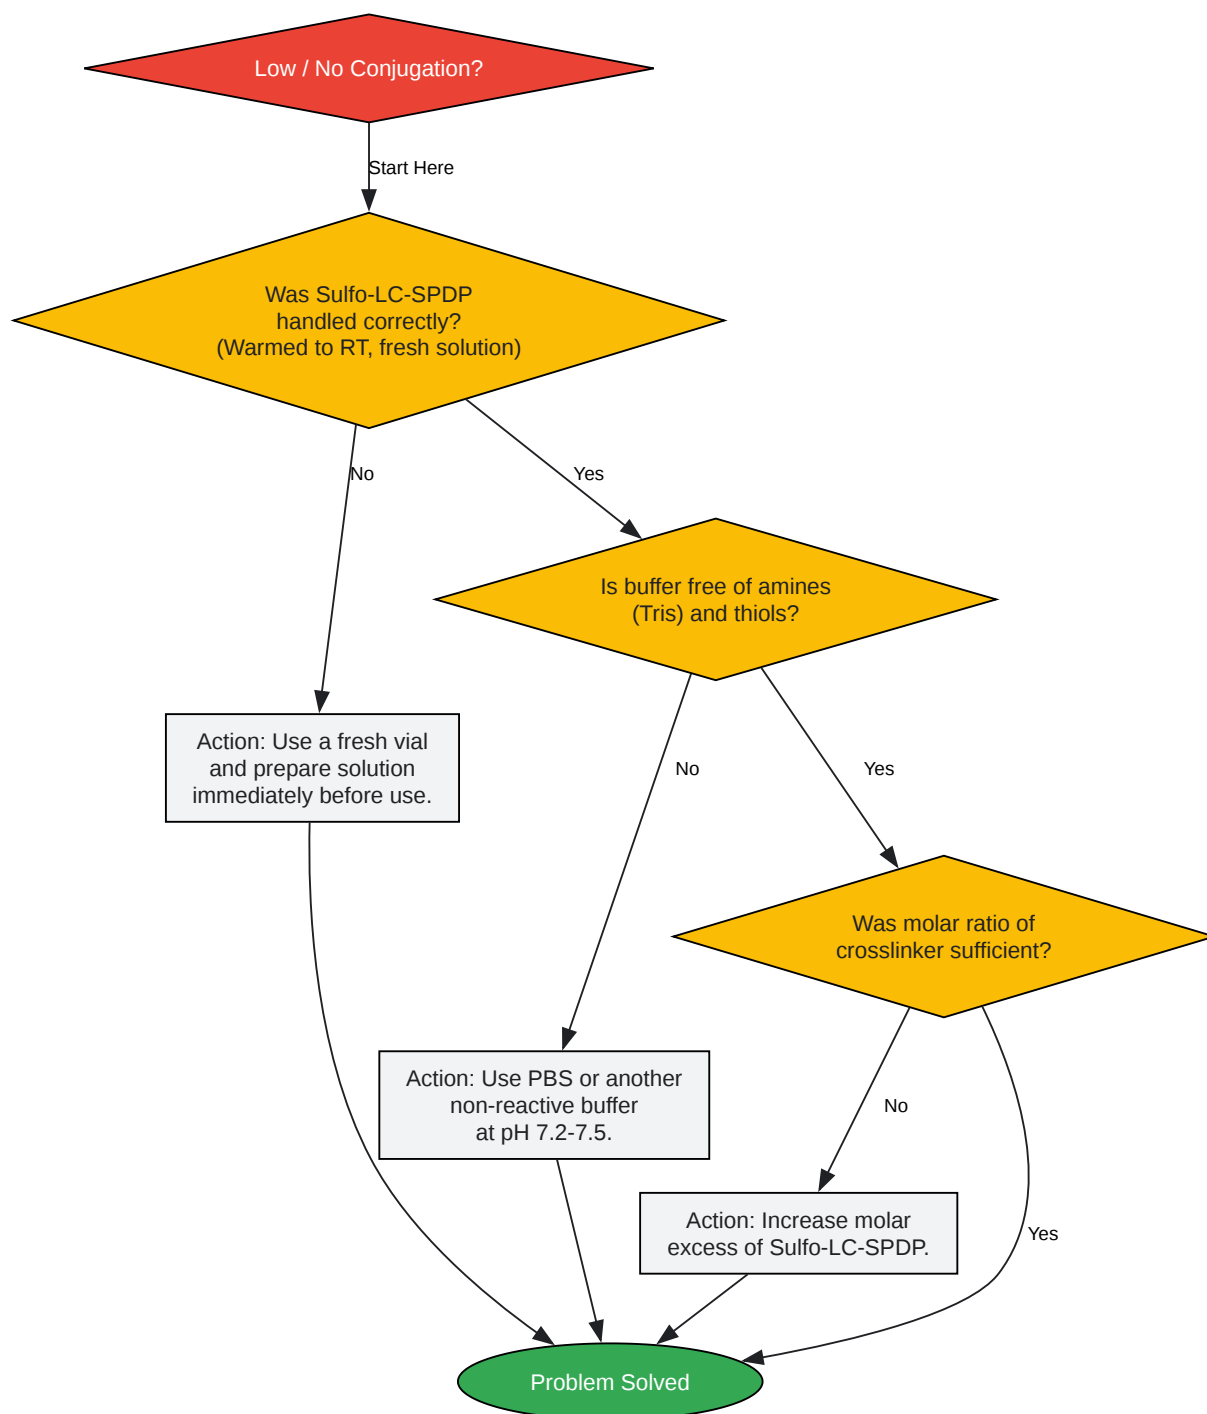 Low / No Conjugation?
Start Here
Was Sulfo-LC-SPDP
handled correctly?
(Warmed to RT, fresh solution)
No
Yes
Is buffer free of amines
(Tris) and thiols?
Action: Use a fresh vial
and prepare solution
immediately before use.
No
Yes
Was molar ratio of
crosslinker sufficient?
Action: Use PBS or another
non-reactive buffer
at pH 7.2-7.5.
No
Action: Increase molar
excess of Sulfo-LC-SPDP.
Yes
Problem Solved